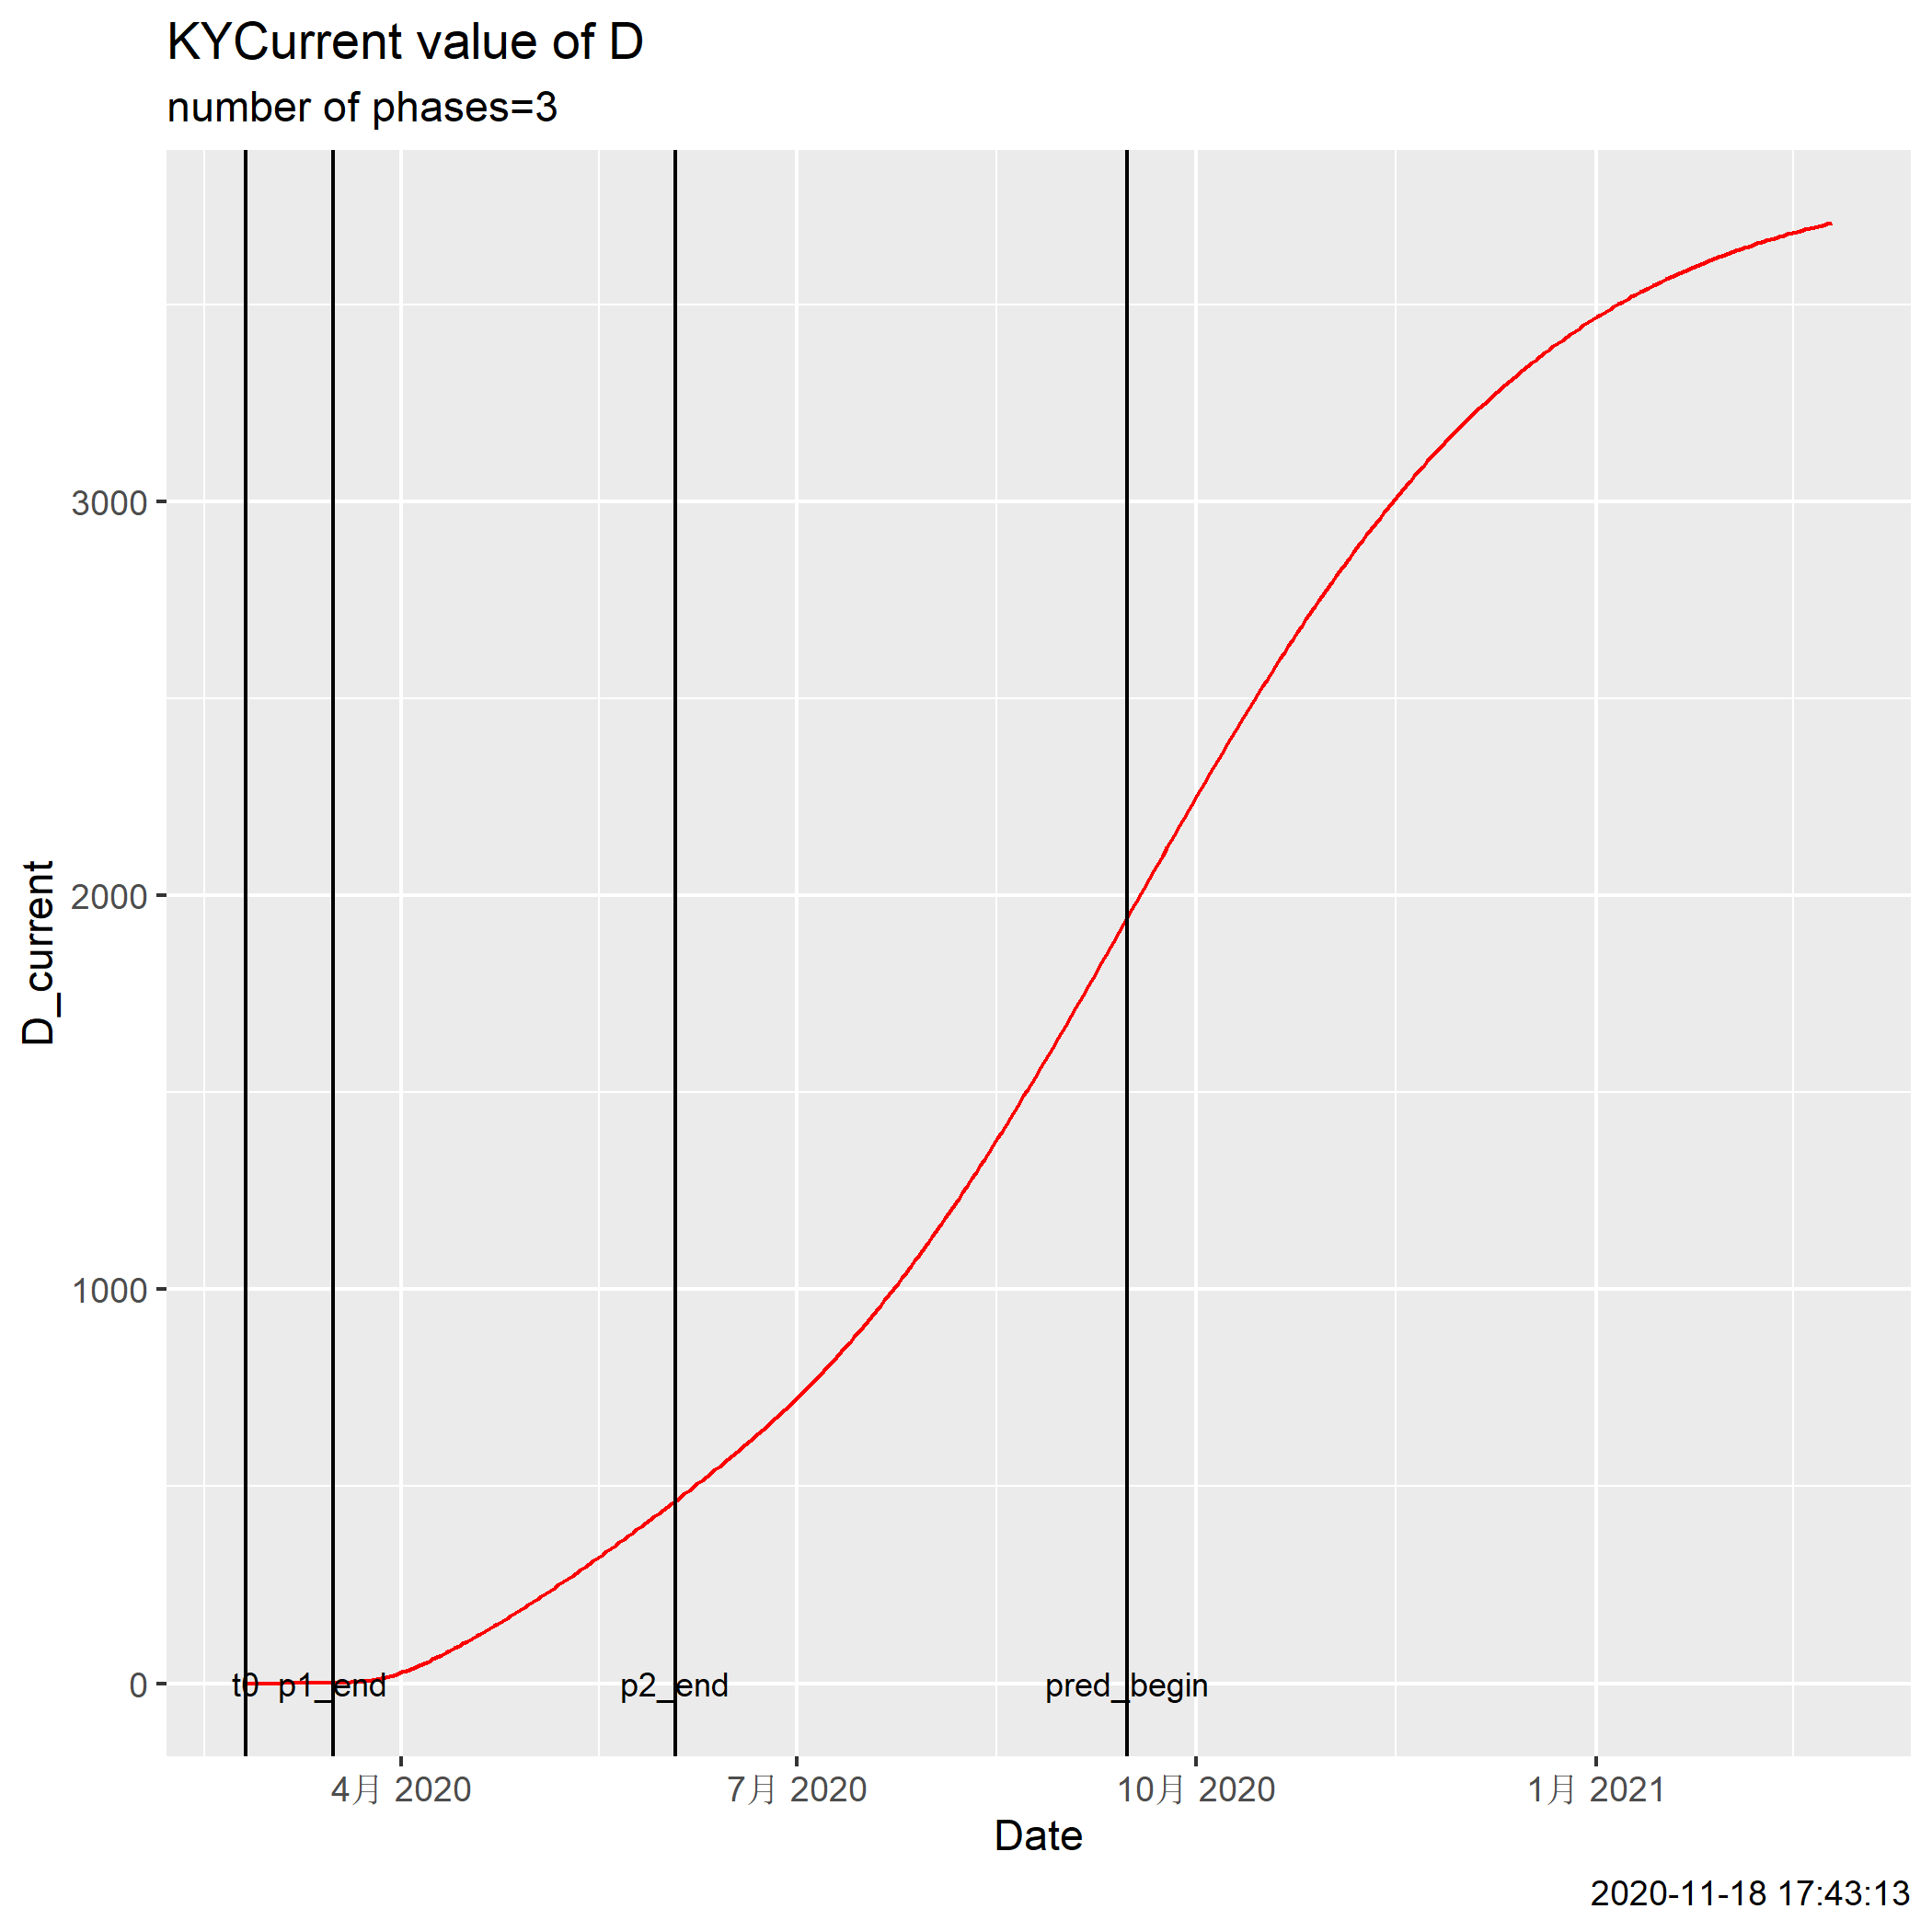 KYCurrent value of D
number of phases=3
D_current
3000
2000
1000
0
t0 p1_end p2_end pred_begin
4月 2020 7月 2020 10月 2020 1月 2021
Date
2020-11-18 17:43:13